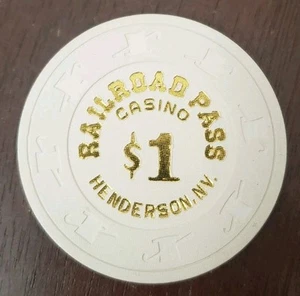 RAILROAD PASS
CASINO
$1
HENDERSON, NV.